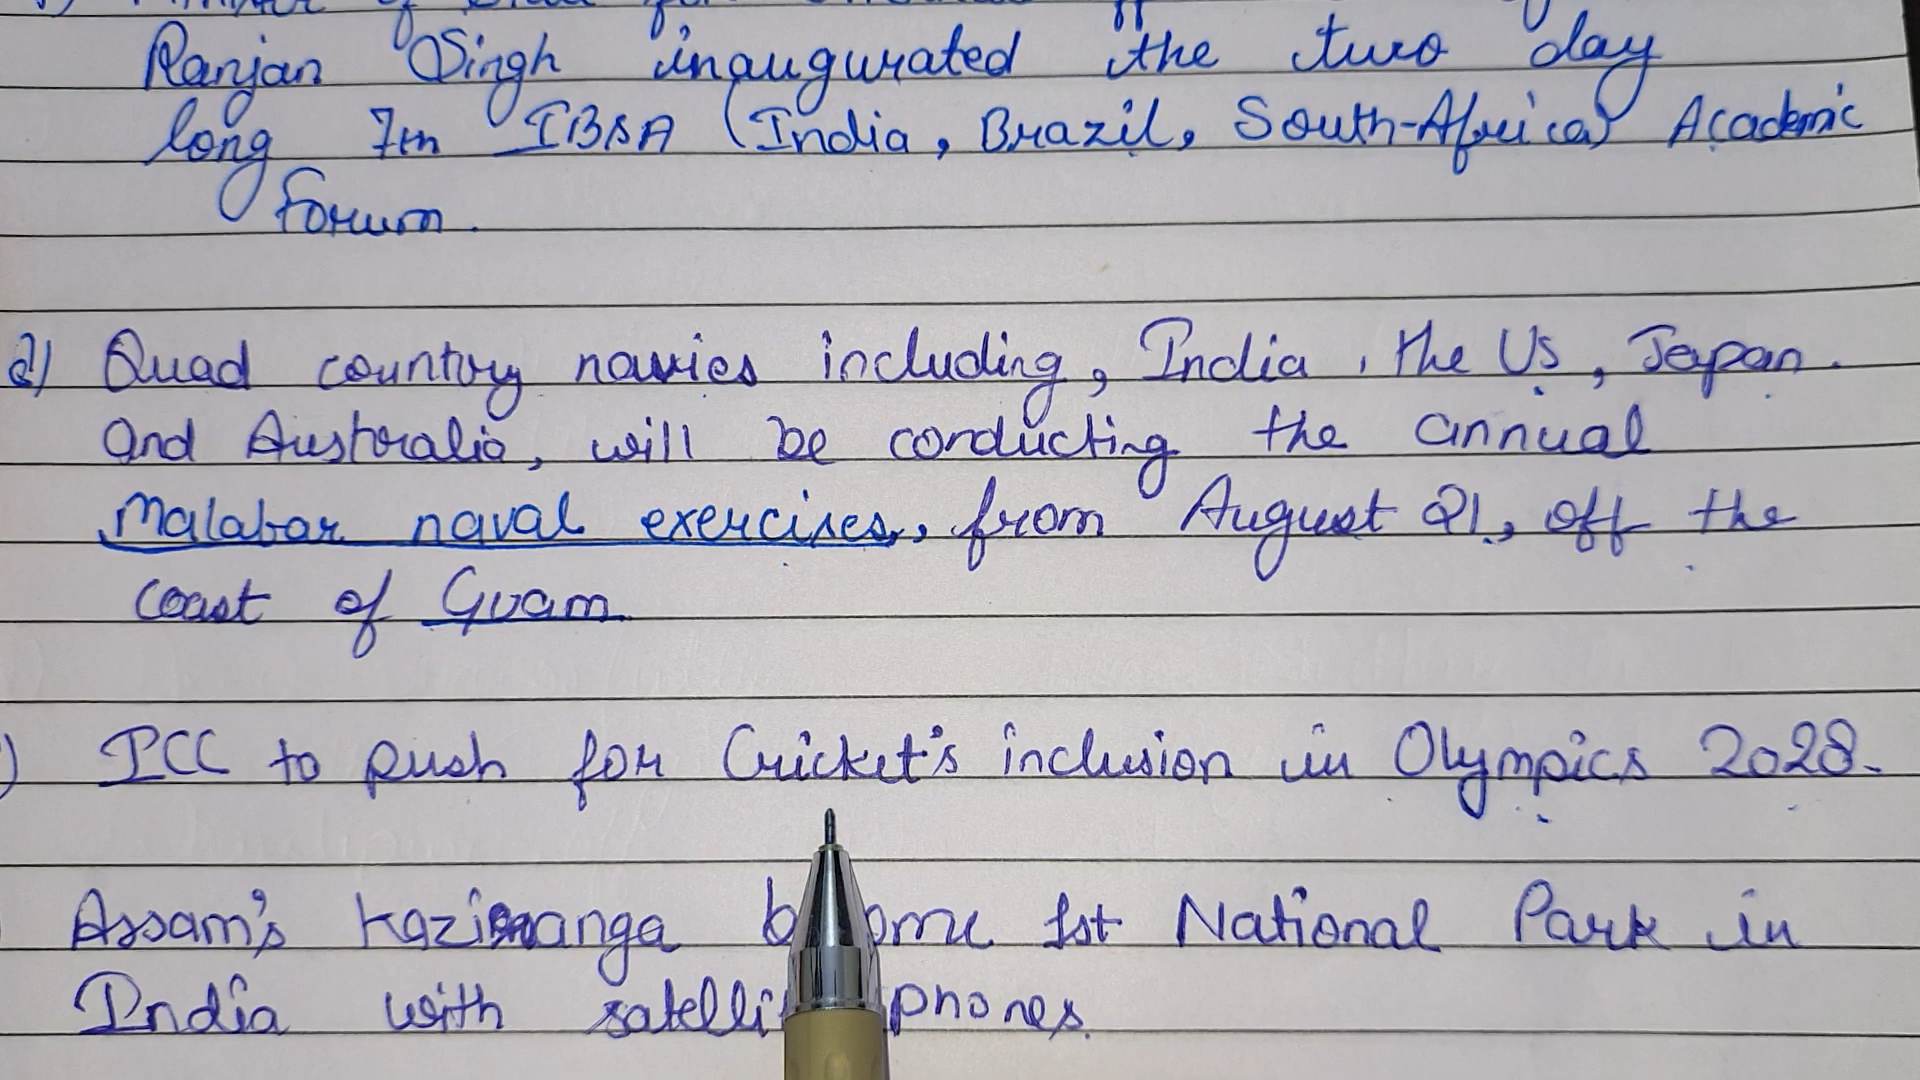 Ranjan Singh inaugurated the two day
long 7th IBSA (India, Brazil, South-Africa) Academic
Forum.
2) Quad country navies including, India, the US, Japan.
and Australia, will be conducting the annual
Malabar naval exercises, from August 21, off the
coast of Guam
) ICC to push for Cricket's inclusion in Olympics 2028.
Assam's Kaziranga 1st National Park in
India with phones.